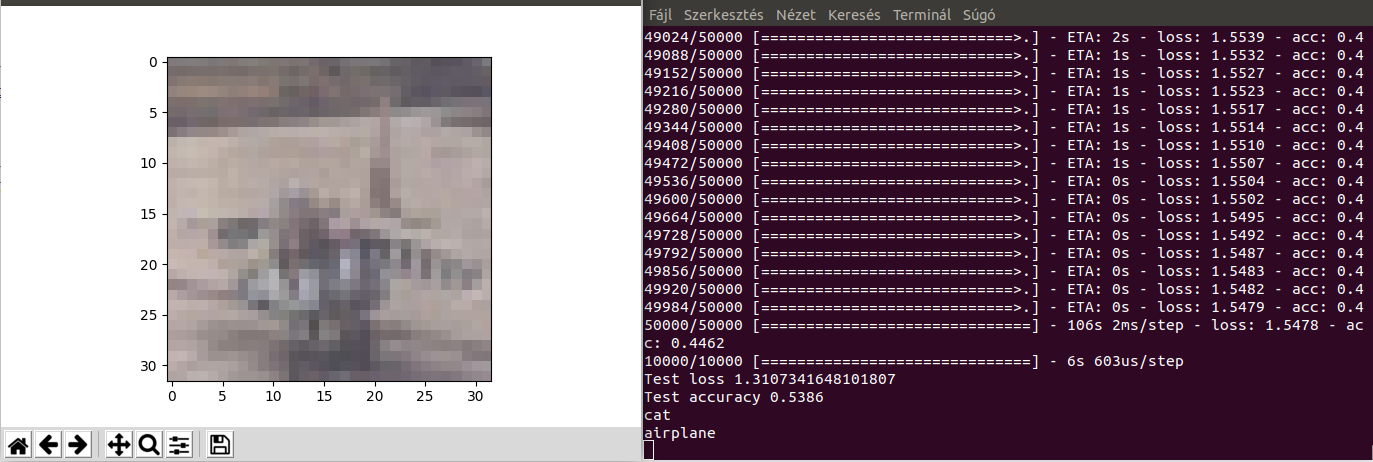 0
5
10
15
20
25
30
0 5 10 15 20 25 30
Fájl Szerkesztés Nézet Keresés Terminál Súgó
49024/50000 [============================>.] - ETA: 2s - loss: 1.5539 - acc: 0.4
49088/50000 [============================>.] - ETA: 1s - loss: 1.5532 - acc: 0.4
49152/50000 [============================>.] - ETA: 1s - loss: 1.5527 - acc: 0.4
49216/50000 [============================>.] - ETA: 1s - loss: 1.5523 - acc: 0.4
49280/50000 [============================>.] - ETA: 1s - loss: 1.5517 - acc: 0.4
49344/50000 [============================>.] - ETA: 1s - loss: 1.5514 - acc: 0.4
49408/50000 [============================>.] - ETA: 1s - loss: 1.5510 - acc: 0.4
49472/50000 [============================>.] - ETA: 1s - loss: 1.5507 - acc: 0.4
49536/50000 [============================>.] - ETA: 0s - loss: 1.5504 - acc: 0.4
49600/50000 [============================>.] - ETA: 0s - loss: 1.5502 - acc: 0.4
49664/50000 [============================>.] - ETA: 0s - loss: 1.5495 - acc: 0.4
49728/50000 [============================>.] - ETA: 0s - loss: 1.5492 - acc: 0.4
49792/50000 [============================>.] - ETA: 0s - loss: 1.5487 - acc: 0.4
49856/50000 [============================>.] - ETA: 0s - loss: 1.5483 - acc: 0.4
49920/50000 [============================>.] - ETA: 0s - loss: 1.5482 - acc: 0.4
49984/50000 [============================>.] - ETA: 0s - loss: 1.5479 - acc: 0.4
50000/50000 [==============================] - 106s 2ms/step - loss: 1.5478 - ac
c: 0.4462
10000/10000 [==============================] - 6s 603us/step
Test loss 1.3107341648101807
Test accuracy 0.5386
cat
airplane